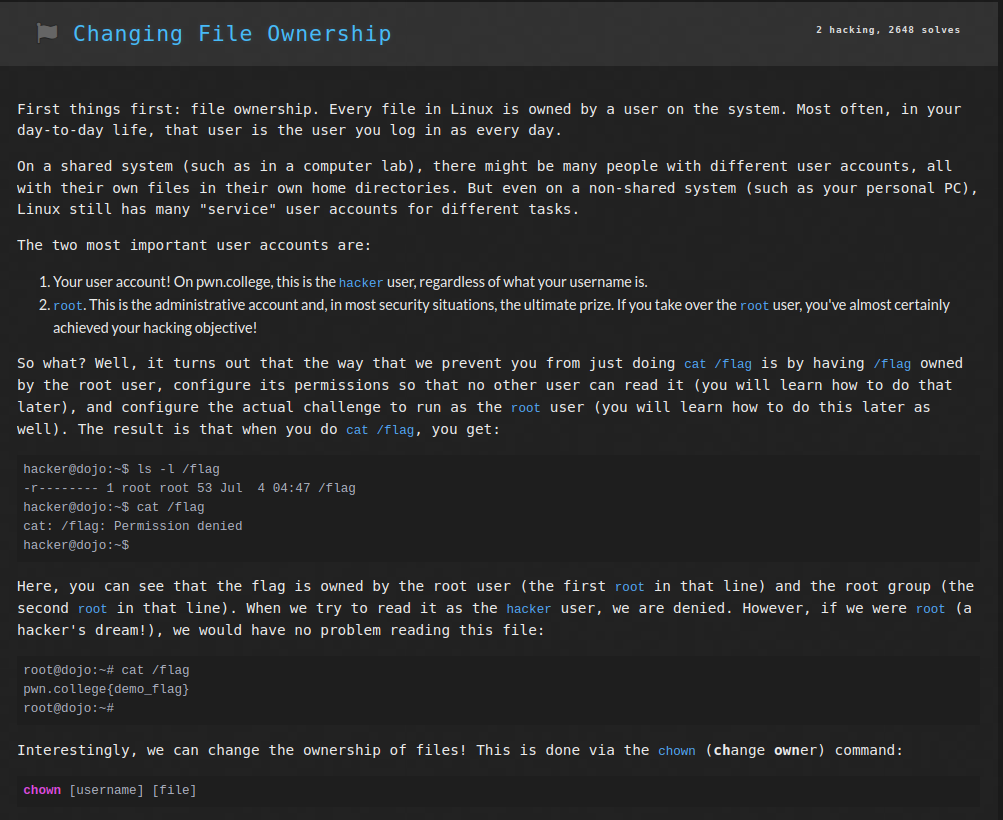 Changing File Ownership
2 hacking, 2648 solves
First things first: file ownership. Every file in Linux is owned by a user on the system. Most often, in your
day-to-day life, that user is the user you log in as every day.
On a shared system (such as in a computer lab), there might be many people with different user accounts, all
with their own files in their own home directories. But even on a non-shared system (such as your personal PC),
Linux still has many "service" user accounts for different tasks.
The two most important user accounts are:
1. Your user account! On pwn.college, this is the hacker user, regardless of what your username is.
2. root. This is the administrative account and, in most security situations, the ultimate prize. If you take over the root user, you've almost certainly
achieved your hacking objective!
So what? Well, it turns out that the way that we prevent you from just doing cat /flag is by having /flag owned
by the root user, configure its permissions so that no other user can read it (you will learn how to do that
later), and configure the actual challenge to run as the root user (you will learn how to do this later as
well). The result is that when you do cat /flag, you get:
hacker@dojo:~$ ls -l /flag
-r-------- 1 root root 53 Jul  4 04:47 /flag
hacker@dojo:~$ cat /flag
cat: /flag: Permission denied
hacker@dojo:~$
Here, you can see that the flag is owned by the root user (the first root in that line) and the root group (the
second root in that line). When we try to read it as the hacker user, we are denied. However, if we were root (a
hacker's dream!), we would have no problem reading this file:
root@dojo:~# cat /flag
pwn.college{demo_flag}
root@dojo:~#
Interestingly, we can change the ownership of files! This is done via the chown (change owner) command:
chown [username] [file]